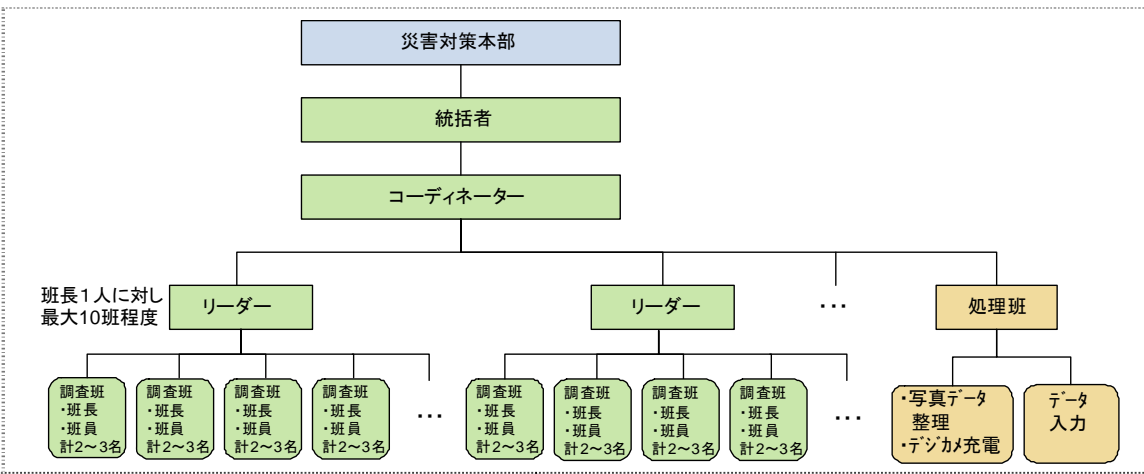 災害対策本部
統括者
コーディネーター
班長1人に対し
最大10班程度
リーダー
リーダー
･･･
処理班
調査班
・班長
・班員
計2～3名
調査班
・班長
・班員
計2～3名
調査班
・班長
・班員
計2～3名
調査班
・班長
・班員
計2～3名
･･･
調査班
・班長
・班員
計2～3名
調査班
・班長
・班員
計2～3名
調査班
・班長
・班員
計2～3名
調査班
・班長
・班員
計2～3名
･･･
・写真データ
整理
・デジカメ充電
データ
入力